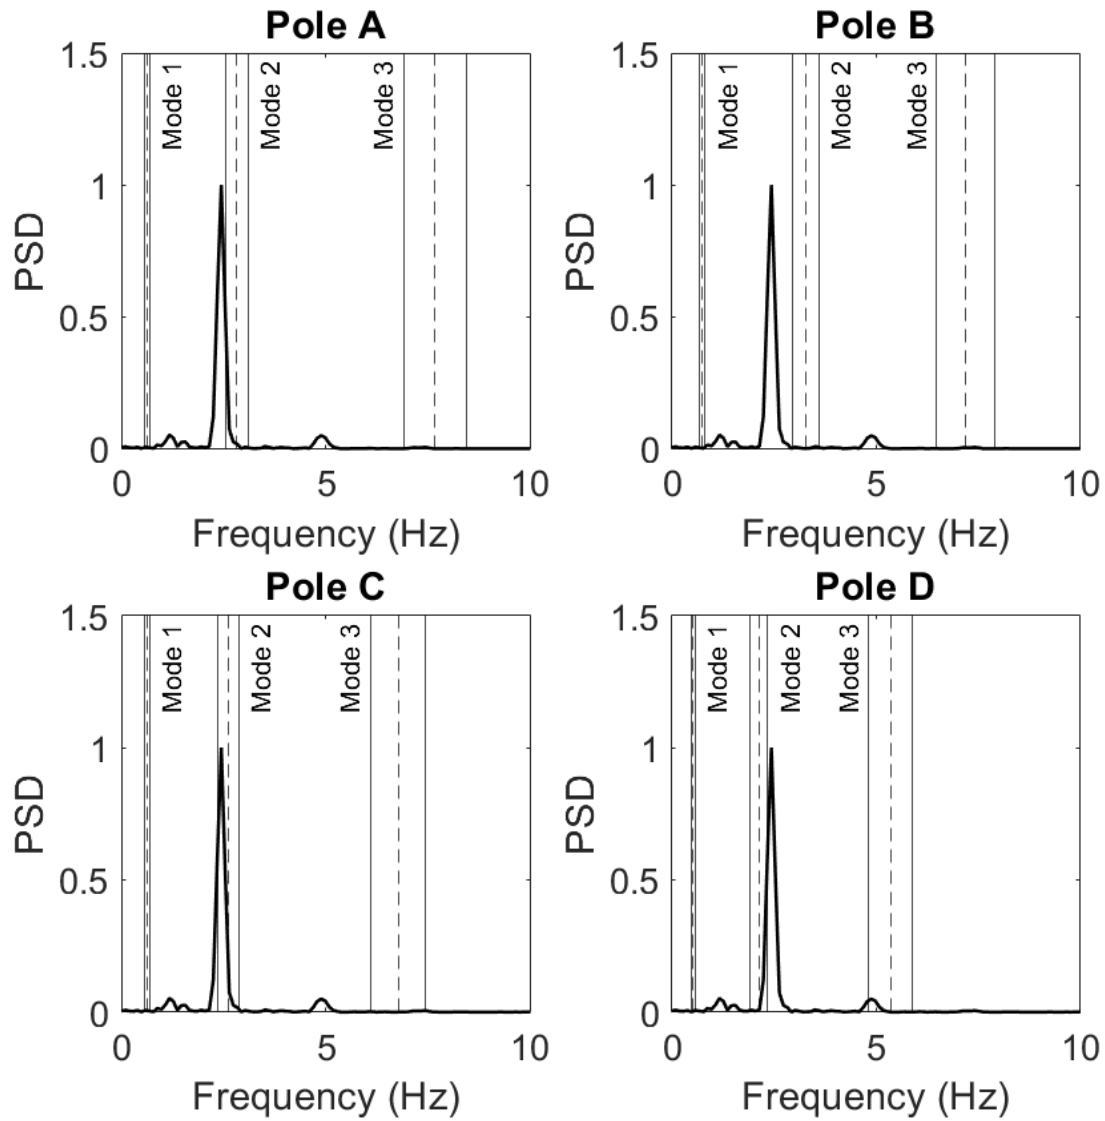 Pole A
1.5
1
0.5
0
PSD
Mode 1
Mode 2
Mode 3
0 5 10
Frequency (Hz)
Pole B
1.5
1
0.5
0
PSD
Mode 1
Mode 2
Mode 3
0 5 10
Frequency (Hz)
Pole C
1.5
1
0.5
0
PSD
Mode 1
Mode 2
Mode 3
0 5 10
Frequency (Hz)
Pole D
1.5
1
0.5
0
PSD
Mode 1
Mode 2
Mode 3
0 5 10
Frequency (Hz)